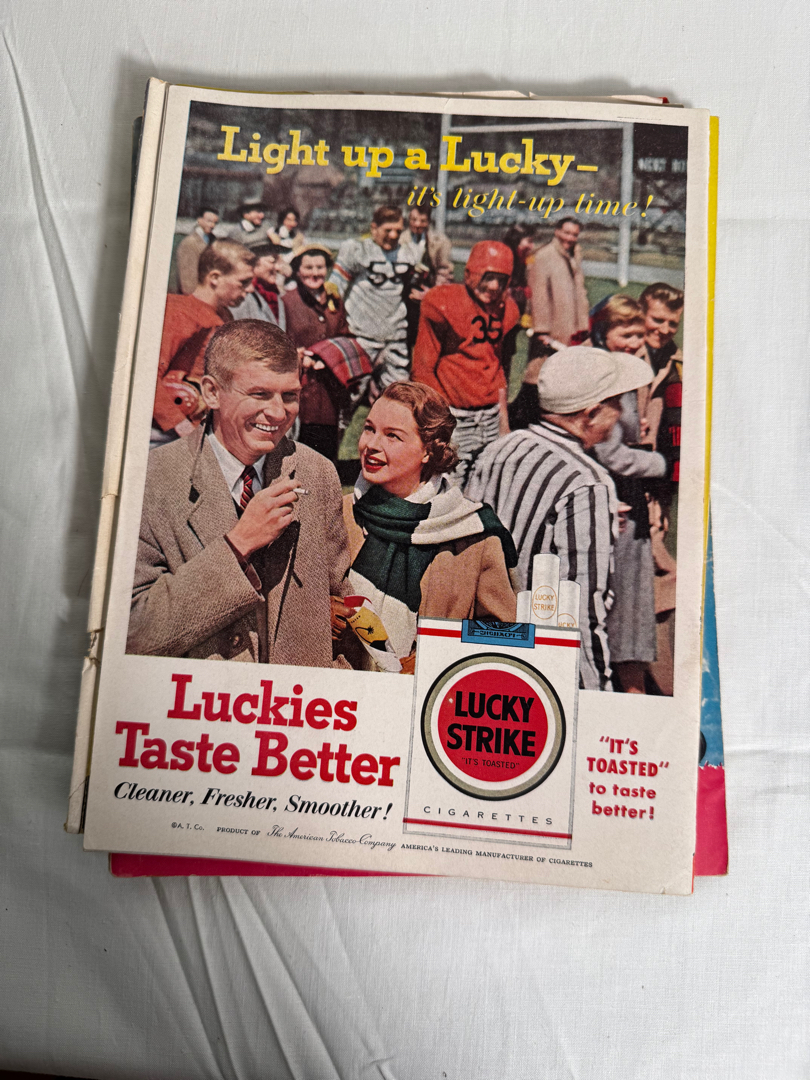 Light up a Lucky—
it's light-up time!
55
35
LUCKY
STRIKE
LUCKY
LUCKY
STRIKE
"IT'S TOASTED"
CIGARETTES
Luckies
Taste Better
Cleaner, Fresher, Smoother!
"IT'S
TOASTED"
to taste
better!
©A. T. Co. PRODUCT OF The American Tobacco Company AMERICA'S LEADING MANUFACTURER OF CIGARETTES